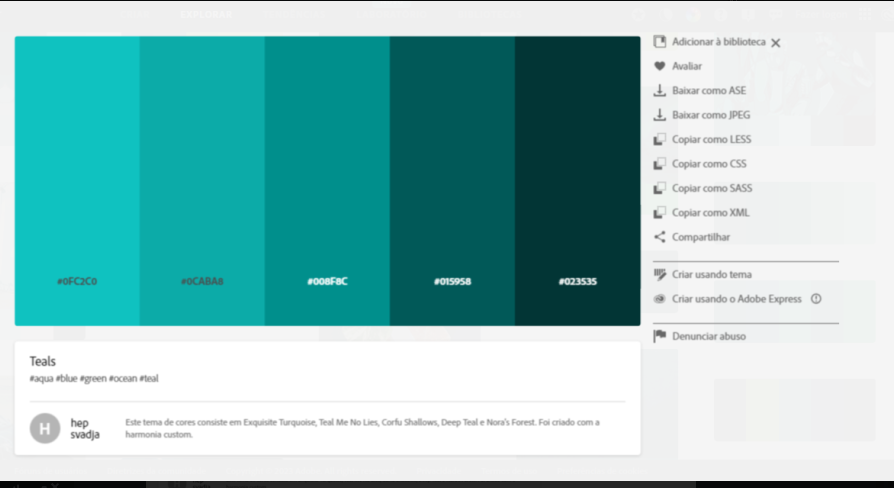 #0FC2C0
#0CABA8
#008F8C
#015958
#023535
Teals
#aqua #blue #green #ocean #teal
H
hep
svadja
Este tema de cores consiste em Exquisite Turquoise, Teal Me No Lies, Corfu Shallows, Deep Teal e Nora's Forest. Foi criado com a
harmonia custom.
Adicionar à biblioteca
Avaliar
Baixar como ASE
Baixar como JPEG
Copiar como LESS
Copiar como CSS
Copiar como SASS
Copiar como XML
Compartilhar
Criar usando tema
Criar usando o Adobe Express
Denunciar abuso